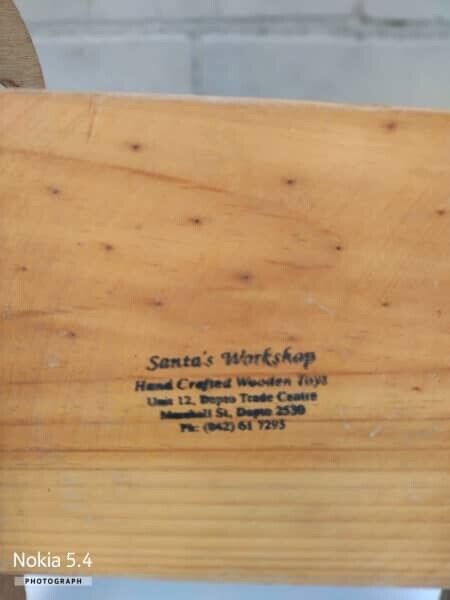 Santa's Workshop
Hand Crafted Wooden Toys
Unit 12, Dapto Trade Centre
Marshall St, Dapto 2530
Ph: (042) 61 7293
Nokia 5.4
PHOTOGRAPH